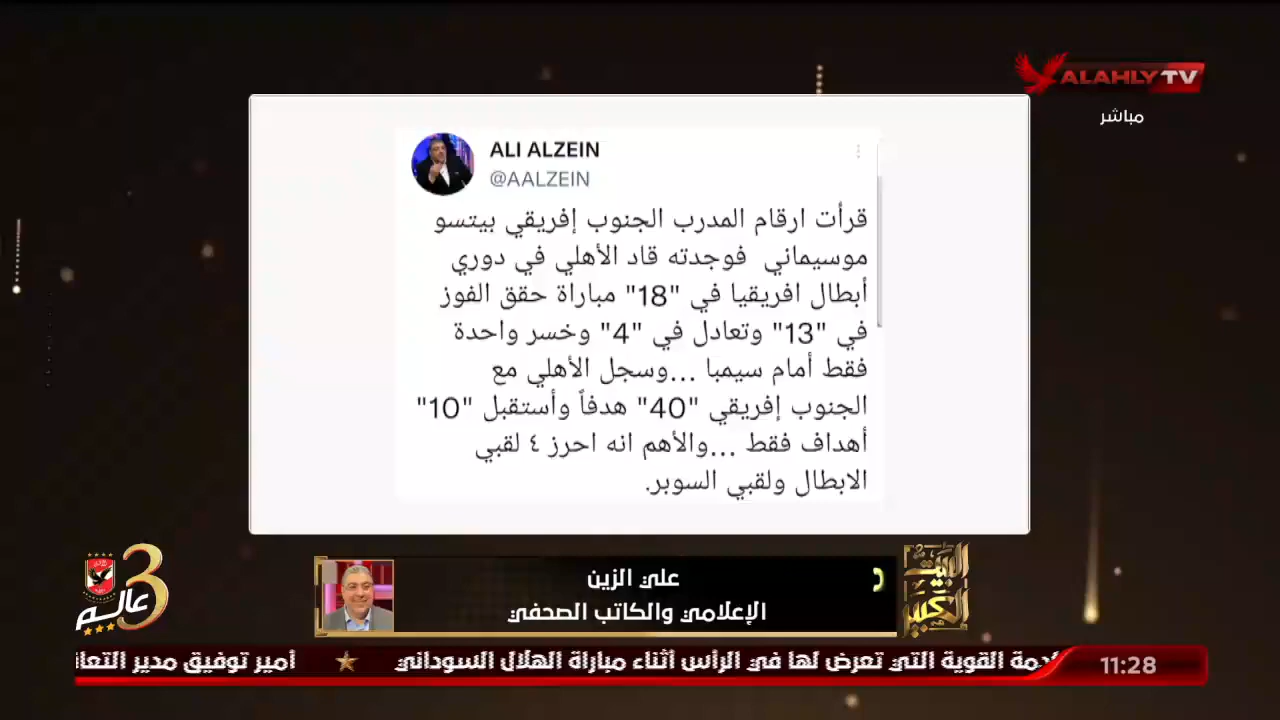 ALAHLY TV
مباشر
ALI ALZEIN
@AALZEIN
قرأت ارقام المدرب الجنوب إفريقي بيتسو
موسيماني فوجدته قاد الأهلي في دوري
أبطال افريقيا في "18" مباراة حقق الفوز
في "13" وتعادل في "4" وخسر واحدة
فقط أمام سيمبا ...وسجل الأهلي مع
الجنوب إفريقي "40" هدفاً وأستقبل "10"
أهداف فقط ...والأهم انه احرز ٤ لقبي
الابطال ولقبي السوبر.
البيت
الكبير
علي الزين
الإعلامي والكاتب الصحفي
3
عالم
القوية التي تعرض لها في الرأس أثناء مباراة الهلال السوداني
أمير توفيق مدير
11:28